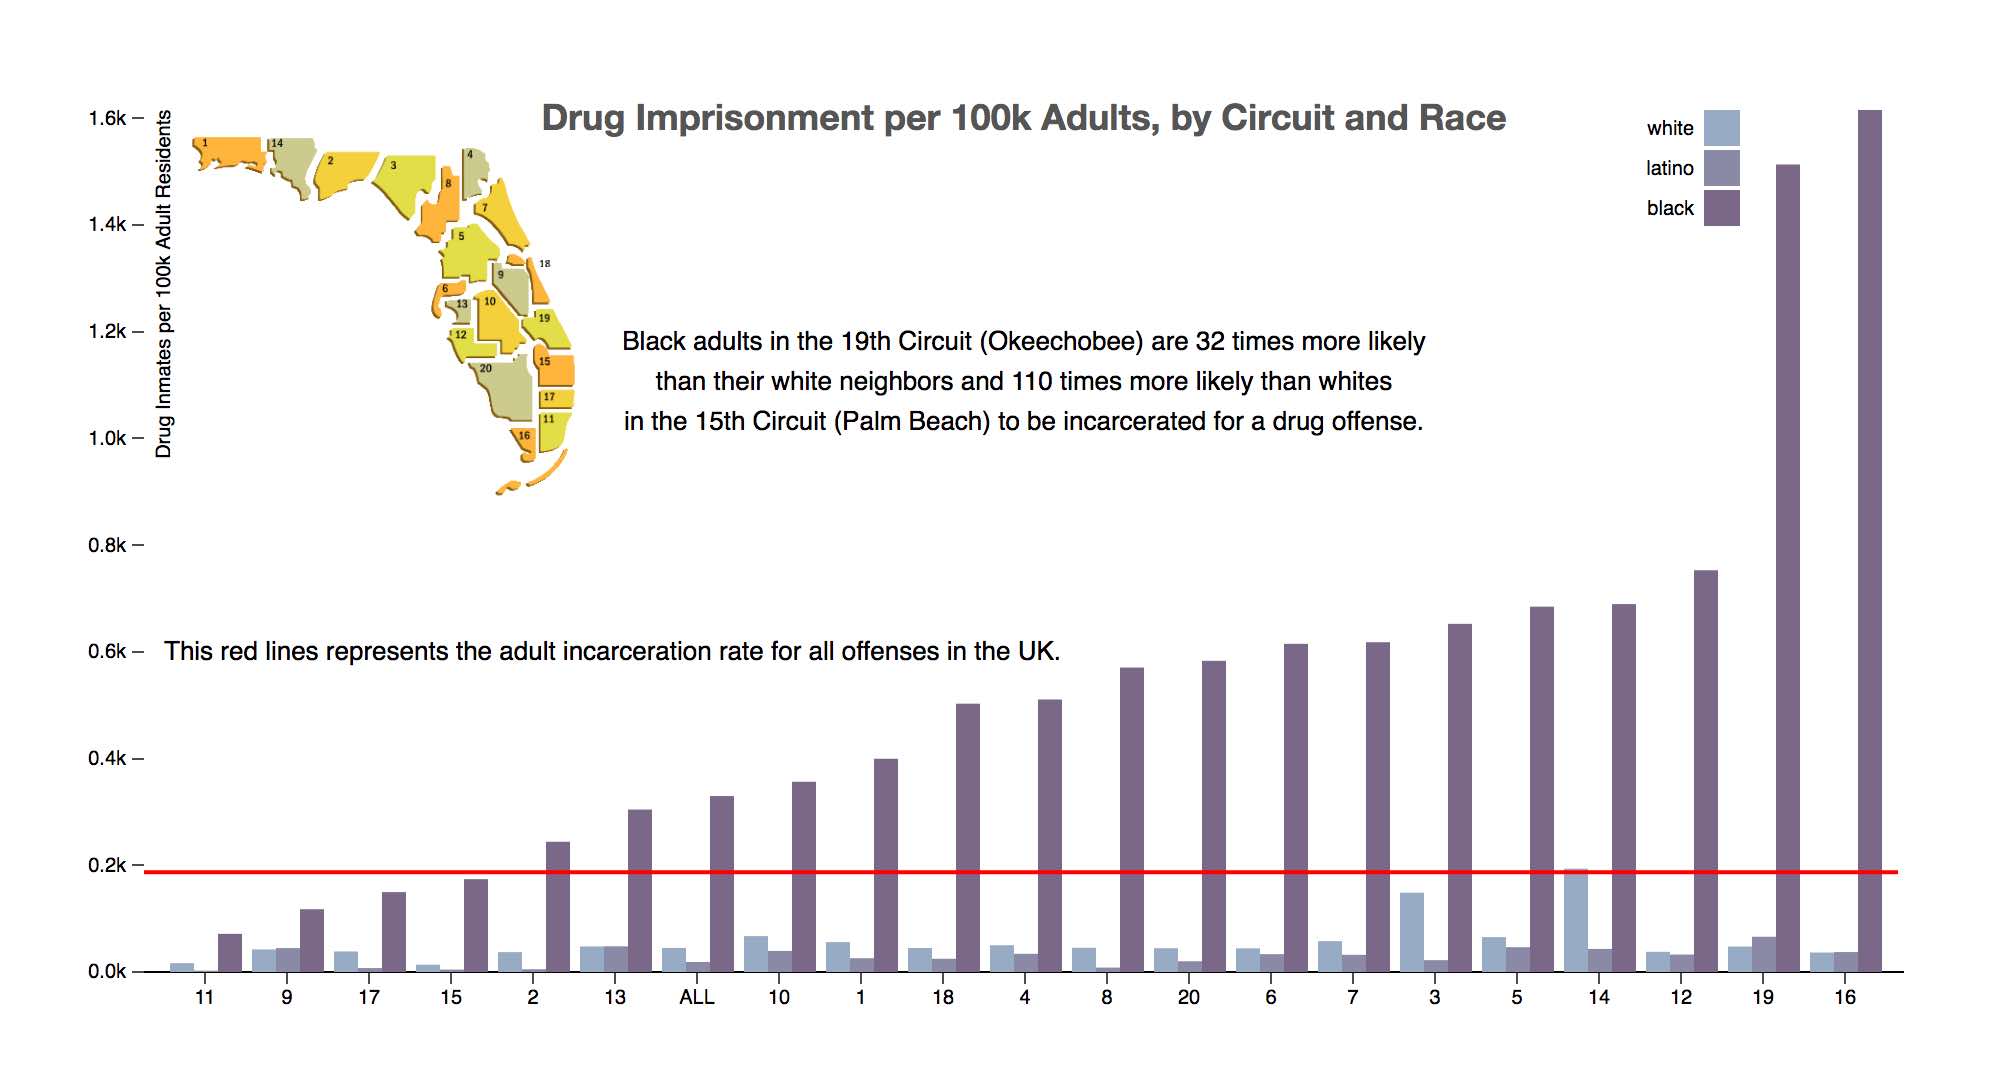 Drug Imprisonment per 100k Adults, by Circuit and Race
white
latino
black
Drug Inmates per 100k Adult Residents
1.6k
1.4k
1.2k
1.0k
0.8k
0.6k
0.4k
0.2k
0.0k
1
14
2
3
4
8
7
5
18
9
6
13
10
19
12
15
20
17
11
16
Black adults in the 19th Circuit (Okeechobee) are 32 times more likely
than their white neighbors and 110 times more likely than whites
in the 15th Circuit (Palm Beach) to be incarcerated for a drug offense.
This red lines represents the adult incarceration rate for all offenses in the UK.
11 9 17 15 2 13 ALL 10 1 18 4 8 20 6 7 3 5 14 12 19 16